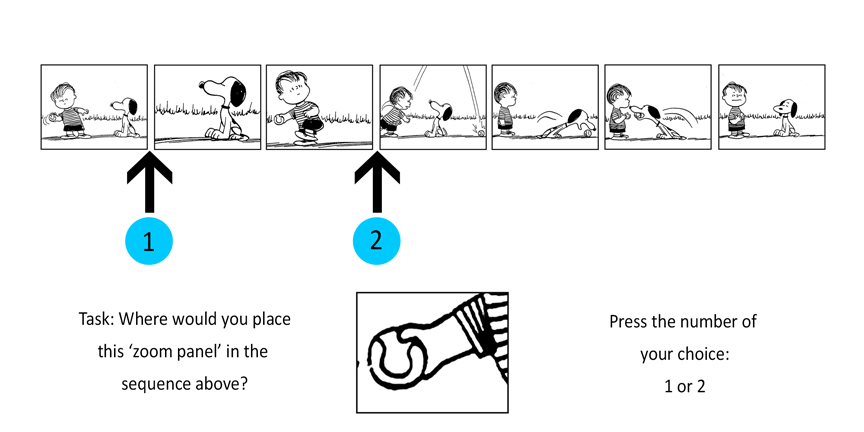 1
2
Task: Where would you place
this ‘zoom panel’ in the
sequence above?
Press the number of
your choice:
1 or 2